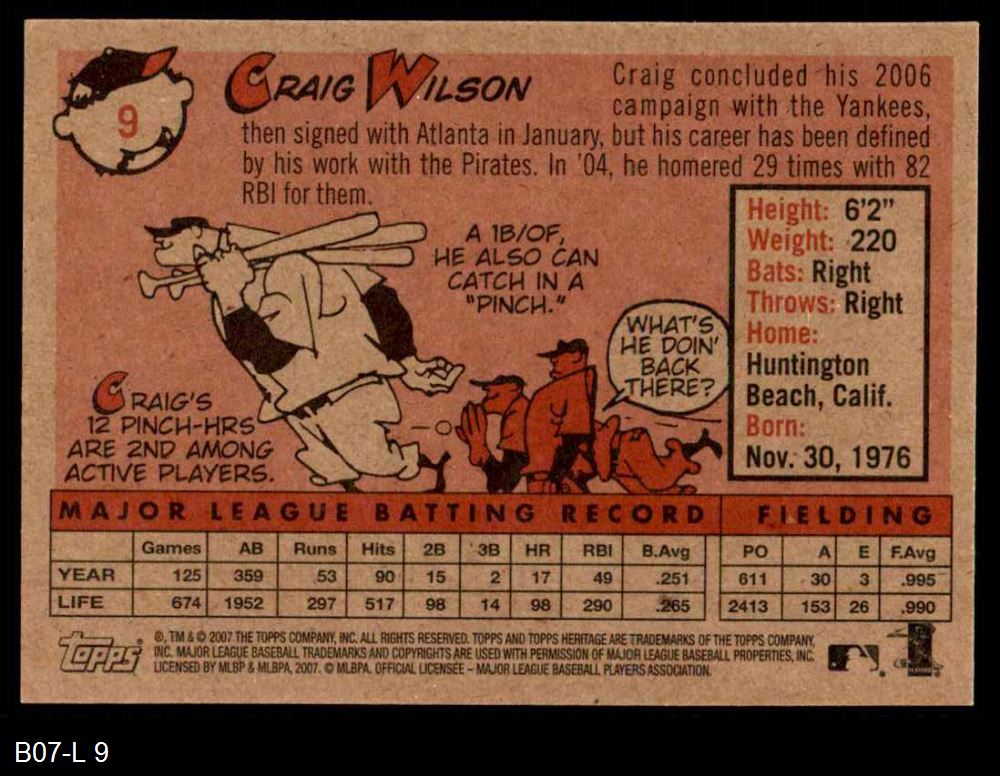 9
CRAIG WILSON
Craig concluded his 2006
campaign with the Yankees,
then signed with Atlanta in January, but his career has been defined
by his work with the Pirates. In '04, he homered 29 times with 82
RBI for them.
A 1B/OF,
HE ALSO CAN
CATCH IN A
"PINCH."
WHAT'S
HE DOIN'
BACK
THERE?
CRAIG'S
12 PINCH-HRS
ARE 2ND AMONG
ACTIVE PLAYERS.
Height: 6'2"
Weight: 220
Bats: Right
Throws: Right
Home:
Huntington
Beach, Calif.
Born:
Nov. 30, 1976
MAJOR LEAGUE BATTING RECORD FIELDING
Games AB Runs Hits 2B 3B HR RBI B.Avg PO A E F.Avg
YEAR 125 359 53 90 15 2 17 49 .251 611 30 3 .995
LIFE 674 1952 297 517 98 14 98 290 .265 2413 153 26 .990
Topps
®, TM & © 2007 THE TOPPS COMPANY, INC. ALL RIGHTS RESERVED. TOPPS AND TOPPS HERITAGE ARE TRADEMARKS OF THE TOPPS COMPANY,
INC. MAJOR LEAGUE BASEBALL TRADEMARKS AND COPYRIGHTS ARE USED WITH PERMISSION OF MAJOR LEAGUE BASEBALL PROPERTIES, INC.
LICENSED BY MLBP & MLBPA, 2007. © MLBPA. OFFICIAL LICENSEE – MAJOR LEAGUE BASEBALL PLAYERS ASSOCIATION.
B07-L 9